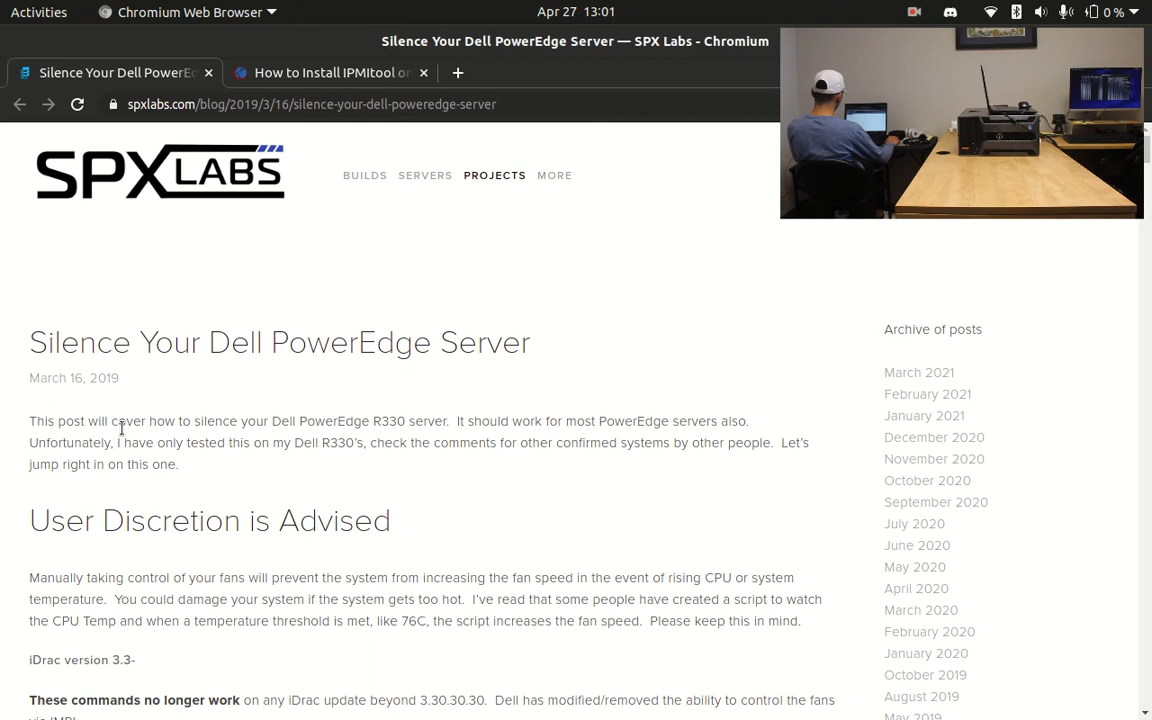 Activities Chromium Web Browser Apr 27 13:01 0 %
Silence Your Dell PowerEdge Server — SPX Labs - Chromium
Silence Your Dell PowerEd × How to Install IPMItool on × +
spxlabs.com/blog/2019/3/16/silence-your-dell-poweredge-server
SPX LABS
BUILDS SERVERS PROJECTS MORE
Silence Your Dell PowerEdge Server
March 16, 2019
This post will cover how to silence your Dell PowerEdge R330 server. It should work for most PowerEdge servers also.
Unfortunately, I have only tested this on my Dell R330's, check the comments for other confirmed systems by other people. Let's
jump right in on this one.
User Discretion is Advised
Manually taking control of your fans will prevent the system from increasing the fan speed in the event of rising CPU or system
temperature. You could damage your system if the system gets too hot. I've read that some people have created a script to watch
the CPU Temp and when a temperature threshold is met, like 76C, the script increases the fan speed. Please keep this in mind.
iDrac version 3.3-
These commands no longer work on any iDrac update beyond 3.30.30.30. Dell has modified/removed the ability to control the fans
via IPMI.
Archive of posts
March 2021
February 2021
January 2021
December 2020
November 2020
October 2020
September 2020
July 2020
June 2020
May 2020
April 2020
March 2020
February 2020
January 2020
October 2019
August 2019
May 2019